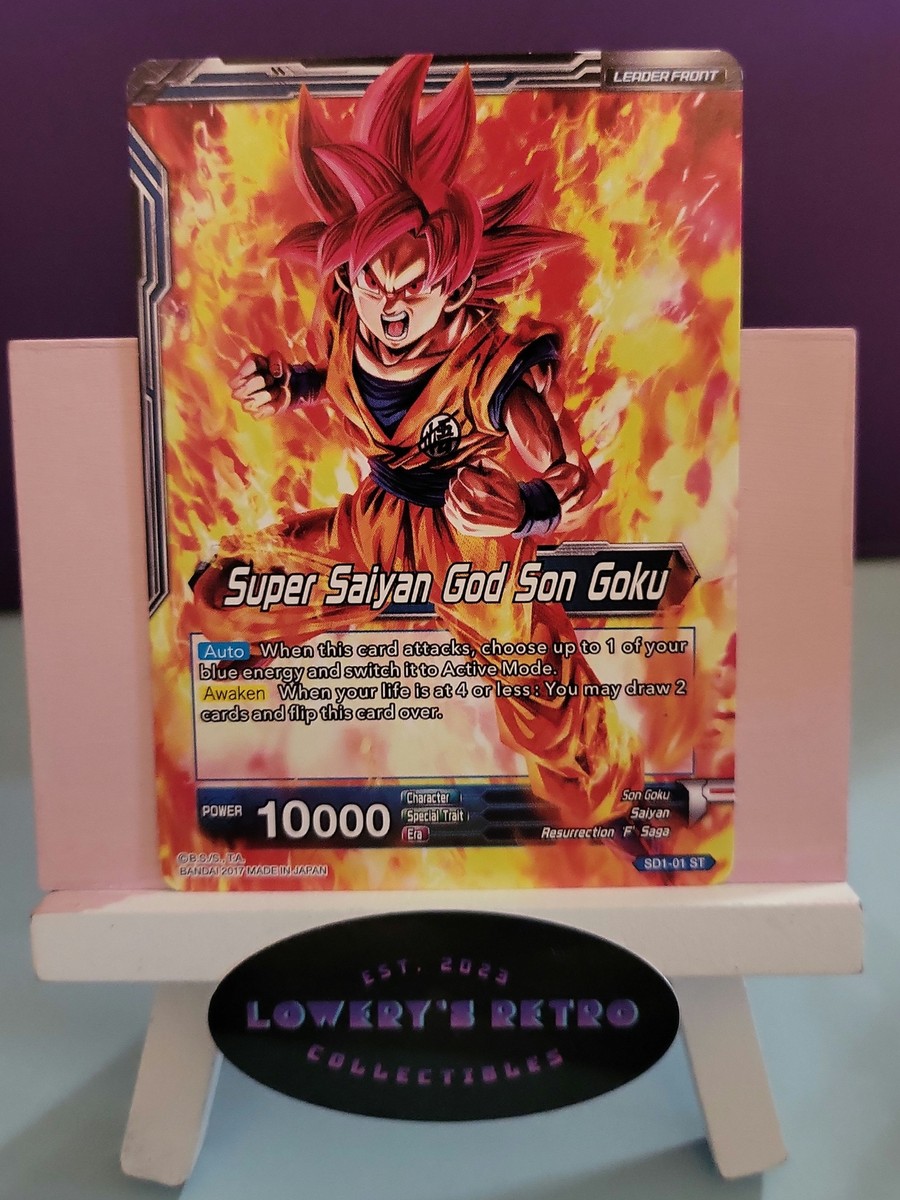 LEADER FRONT
悟
Super Saiyan God Son Goku
Auto When this card attacks, choose up to 1 of your
blue energy and switch it to Active Mode.
Awaken When your life is at 4 or less : You may draw 2
cards and flip this card over.
POWER 10000
Character Son Goku
Special Trait Saiyan
Era Resurrection 'F' Saga
©B.S./S., T.A.
BANDAI 2017 MADE IN JAPAN
SD1-01 ST
EST. 2023
LOWERY'S RETRO
COLLECTIBLES